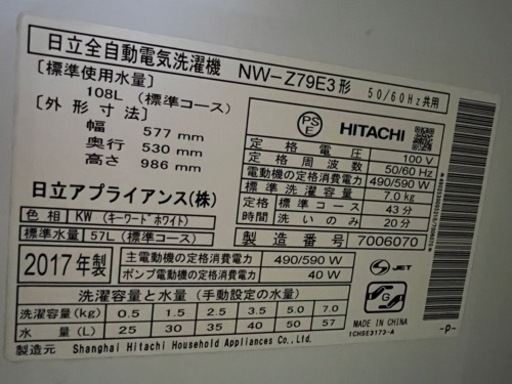 日立全自動電気洗濯機 NW-Z79E3形 50/60Hz共用
[標準使用水量]
108L (標準コース)
[外形寸法]
幅 577 mm
奥行 530 mm
高さ 986 mm
日立アプライアンス(株)
色相 KW (キーワードホワイト)
標準水量 57L (標準コース)
2017年製
PS
E
HITACHI
定格電圧 100 V
定格周波数 50/60 Hz
電動機の定格消費電力 490/590 W
標準洗濯容量 7.0 kg
定格時間 標準コース 43分
洗いのみ 20分
製造番号 7006070
主電動機の定格消費電力 490/590 W
ポンプ電動機の定格消費電力 40 W
S JET
洗濯容量と水量 (手動設定の水量)
洗濯容量(kg) 0.5 1.5 2.5 3.5 5.0 7.0
水量(L) 25 30 35 40 50 57
MADE IN CHINA
1CHSE3173-A
製造元 Shanghai Hitachi Household Appliances Co., Ltd.
-P-